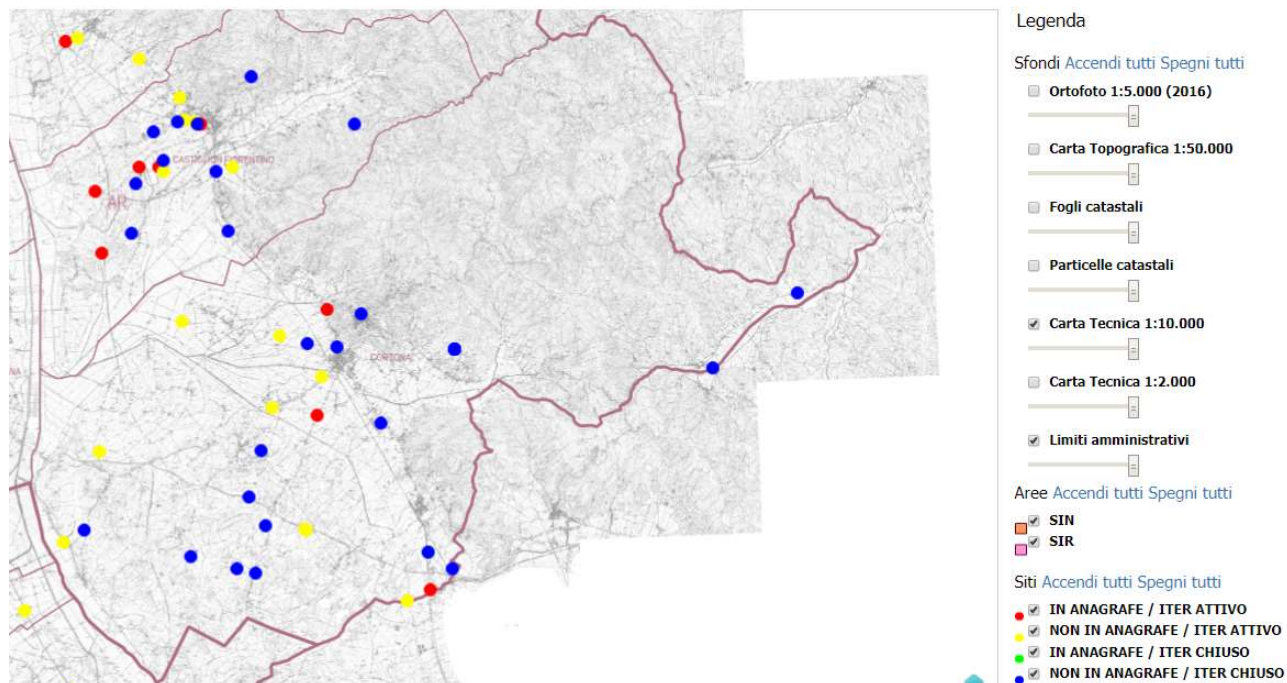 Legenda
Sfondi Accendi tutti Spegni tutti
Ortofoto 1:5.000 (2016)
Carta Topografica 1:50.000
Fogli catastali
Particelle catastali
Carta Tecnica 1:10.000
Carta Tecnica 1:2.000
Limiti amministrativi
Aree Accendi tutti Spegni tutti
SIN
SIR
Siti Accendi tutti Spegni tutti
IN ANAGRAFE / ITER ATTIVO
NON IN ANAGRAFE / ITER ATTIVO
IN ANAGRAFE / ITER CHIUSO
NON IN ANAGRAFE / ITER CHIUSO
CASTIGLION FIORENTINO
AR
CORTONA
NA